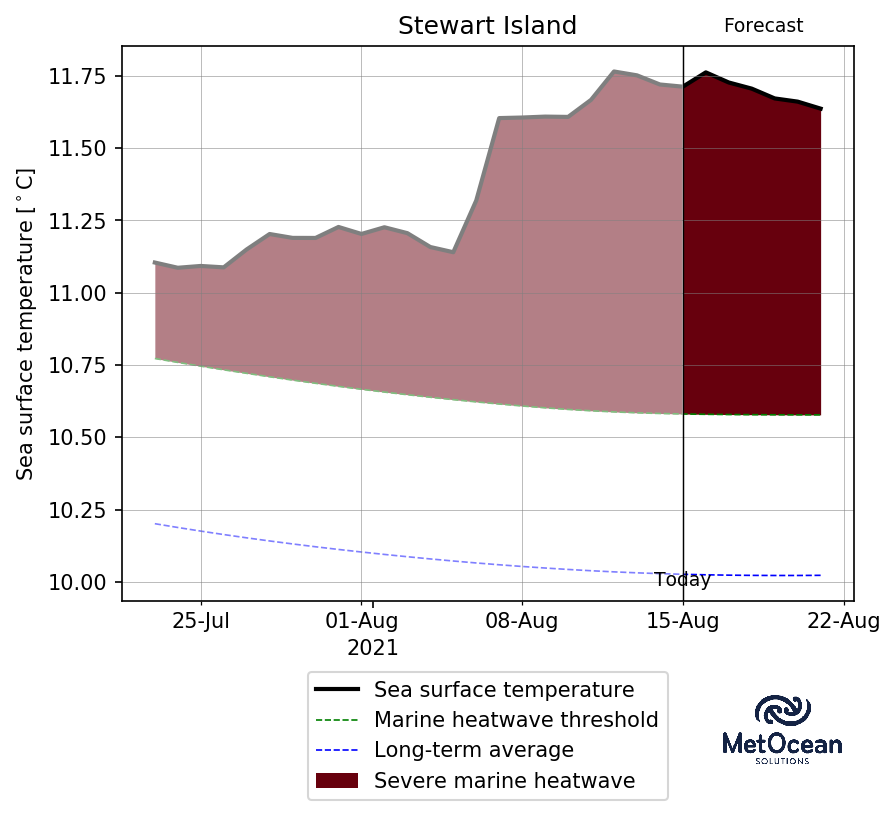 Stewart Island
Forecast
Sea surface temperature [°C]
11.75
11.50
11.25
11.00
10.75
10.50
10.25
10.00
Today
25-Jul
01-Aug
08-Aug
15-Aug
22-Aug
2021
Sea surface temperature
Marine heatwave threshold
Long-term average
Severe marine heatwave
MetOcean
SOLUTIONS